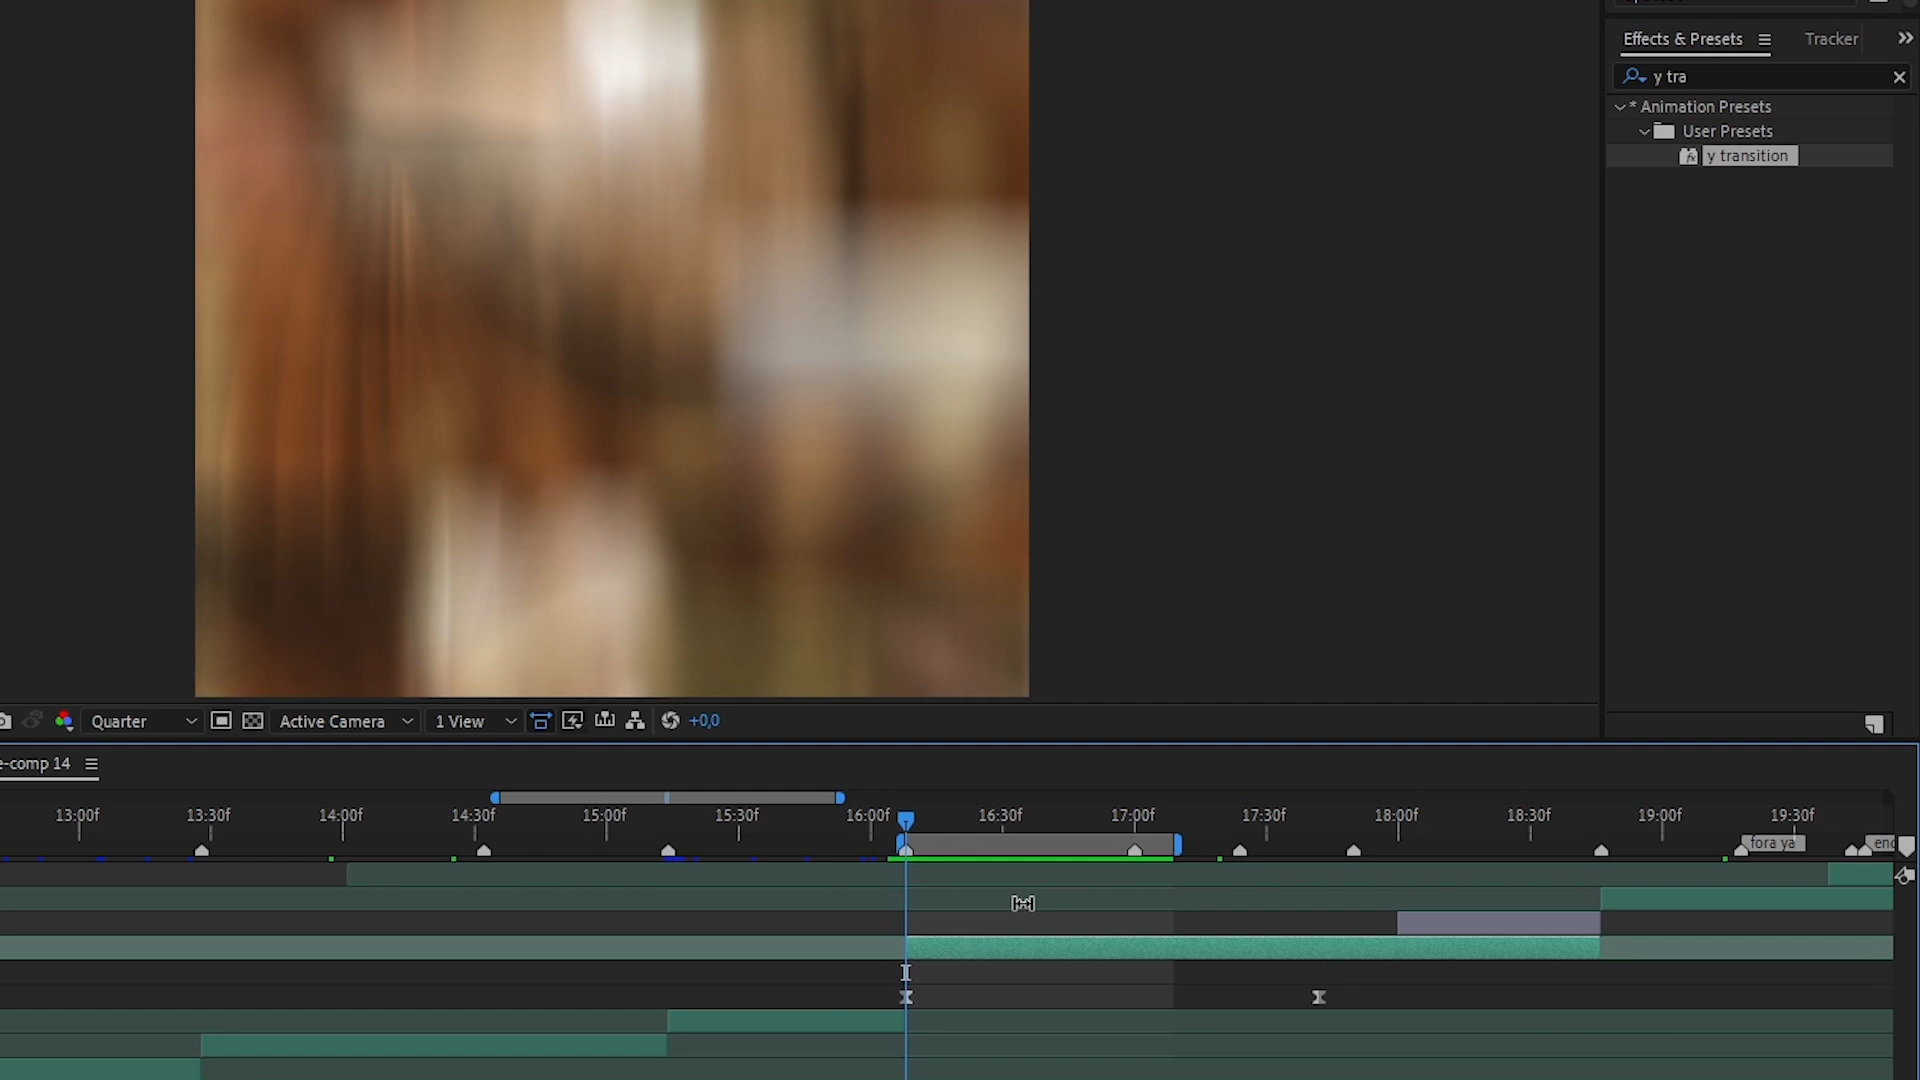 Effects & Presets
Tracker
y tra
* Animation Presets
User Presets
y transition
Quarter
Active Camera
1 View
+0,0
e-comp 14
13:00f
13:30f
14:00f
14:30f
15:00f
15:30f
16:00f
16:30f
17:00f
17:30f
18:00f
18:30f
19:00f
19:30f
fora ya
enc